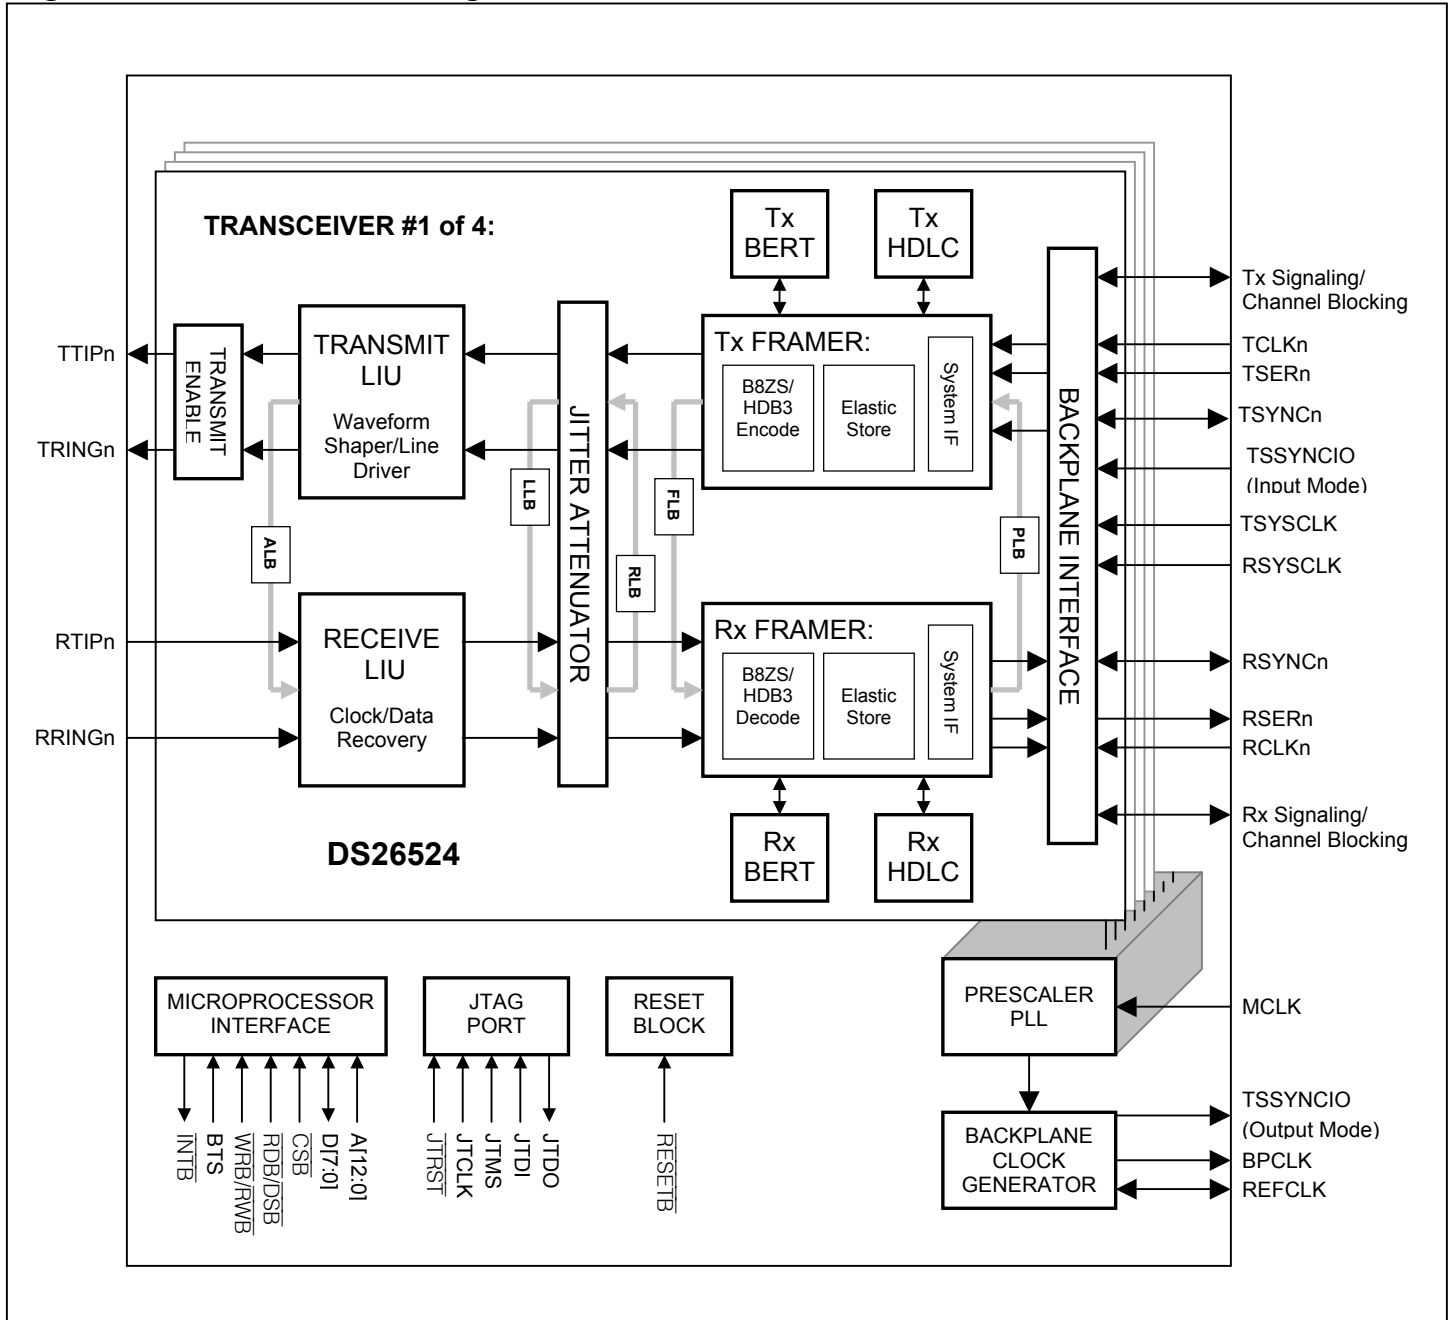 TRANSCEIVER #1 of 4:
Tx
BERT
Tx
HDLC
TTIPn
TRINGn
TRANSMIT
ENABLE
TRANSMIT
LIU
Waveform
Shaper/Line
Driver
JITTER ATTENUATOR
Tx FRAMER:
B8ZS/
HDB3
Encode
Elastic
Store
System IF
BACKPLANE INTERFACE
Tx Signaling/
Channel Blocking
TCLKn
TSERn
TSYNCn
TSSYNCIO
(Input Mode)
TSYSCLK
RSYSCLK
ALB
LLB
RLB
FLB
PLB
RTIPn
RRINGn
RECEIVE
LIU
Clock/Data
Recovery
Rx FRAMER:
B8ZS/
HDB3
Decode
Elastic
Store
System IF
RSYNCn
RSERn
RCLKn
Rx Signaling/
Channel Blocking
DS26524
Rx
BERT
Rx
HDLC
MICROPROCESSOR
INTERFACE
JTAG
PORT
RESET
BLOCK
PRESCALER
PLL
MCLK
INTB
BTS
WRB/RWB
RDB/DSB
CSB
D[7:0]
A[12:0]
JTRST
JTCLK
JTMS
JTDI
JTDO
RESETB
BACKPLANE
CLOCK
GENERATOR
TSSYNCIO
(Output Mode)
BPCLK
REFCLK